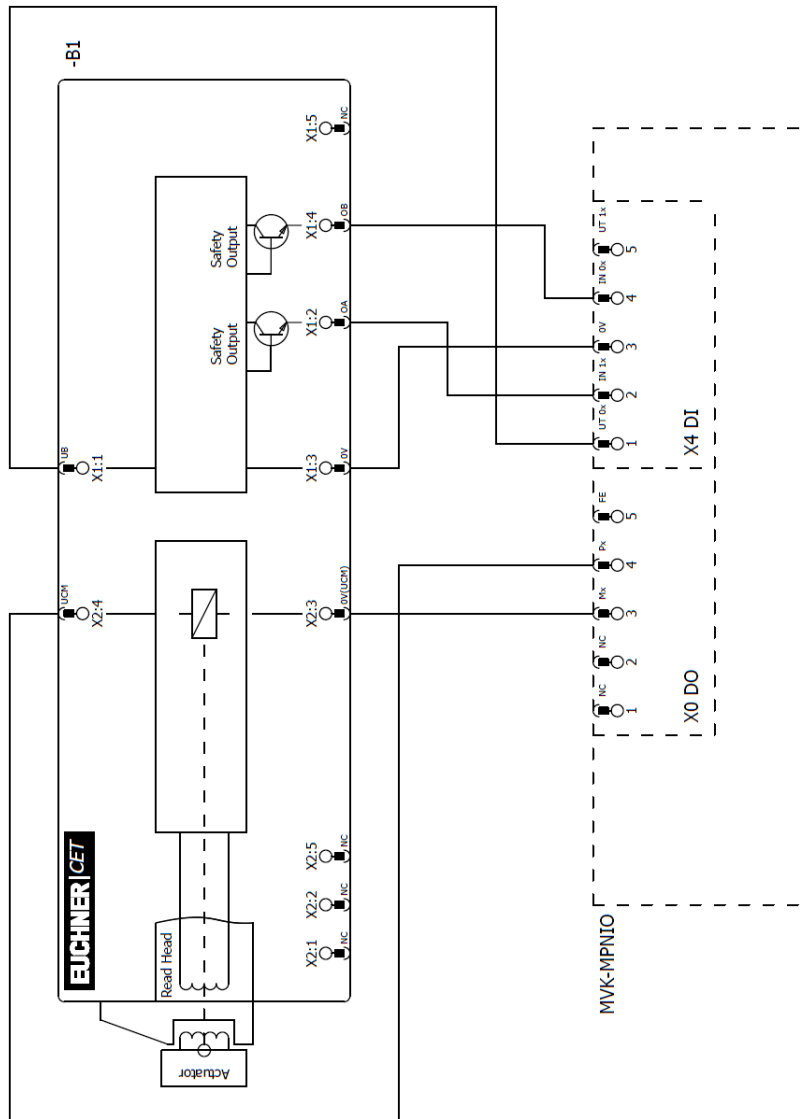 -B1
X1:5
NC
Safety
Output
X1:4
OB
Safety
Output
X1:2
OA
UB
X1:1
X1:3
0V
UCM
X2:4
X2:3
0V(UCM)
EUCHNER CET
X2:5
NC
X2:2
NC
X2:1
NC
Read Head
Actuator
UT 1x
5
IN 0x
4
0V
3
IN 1x
2
UT 0x
1
X4 DI
FE
5
Px
4
Mx
3
NC
2
NC
1
X0 DO
MVK-MPNIO